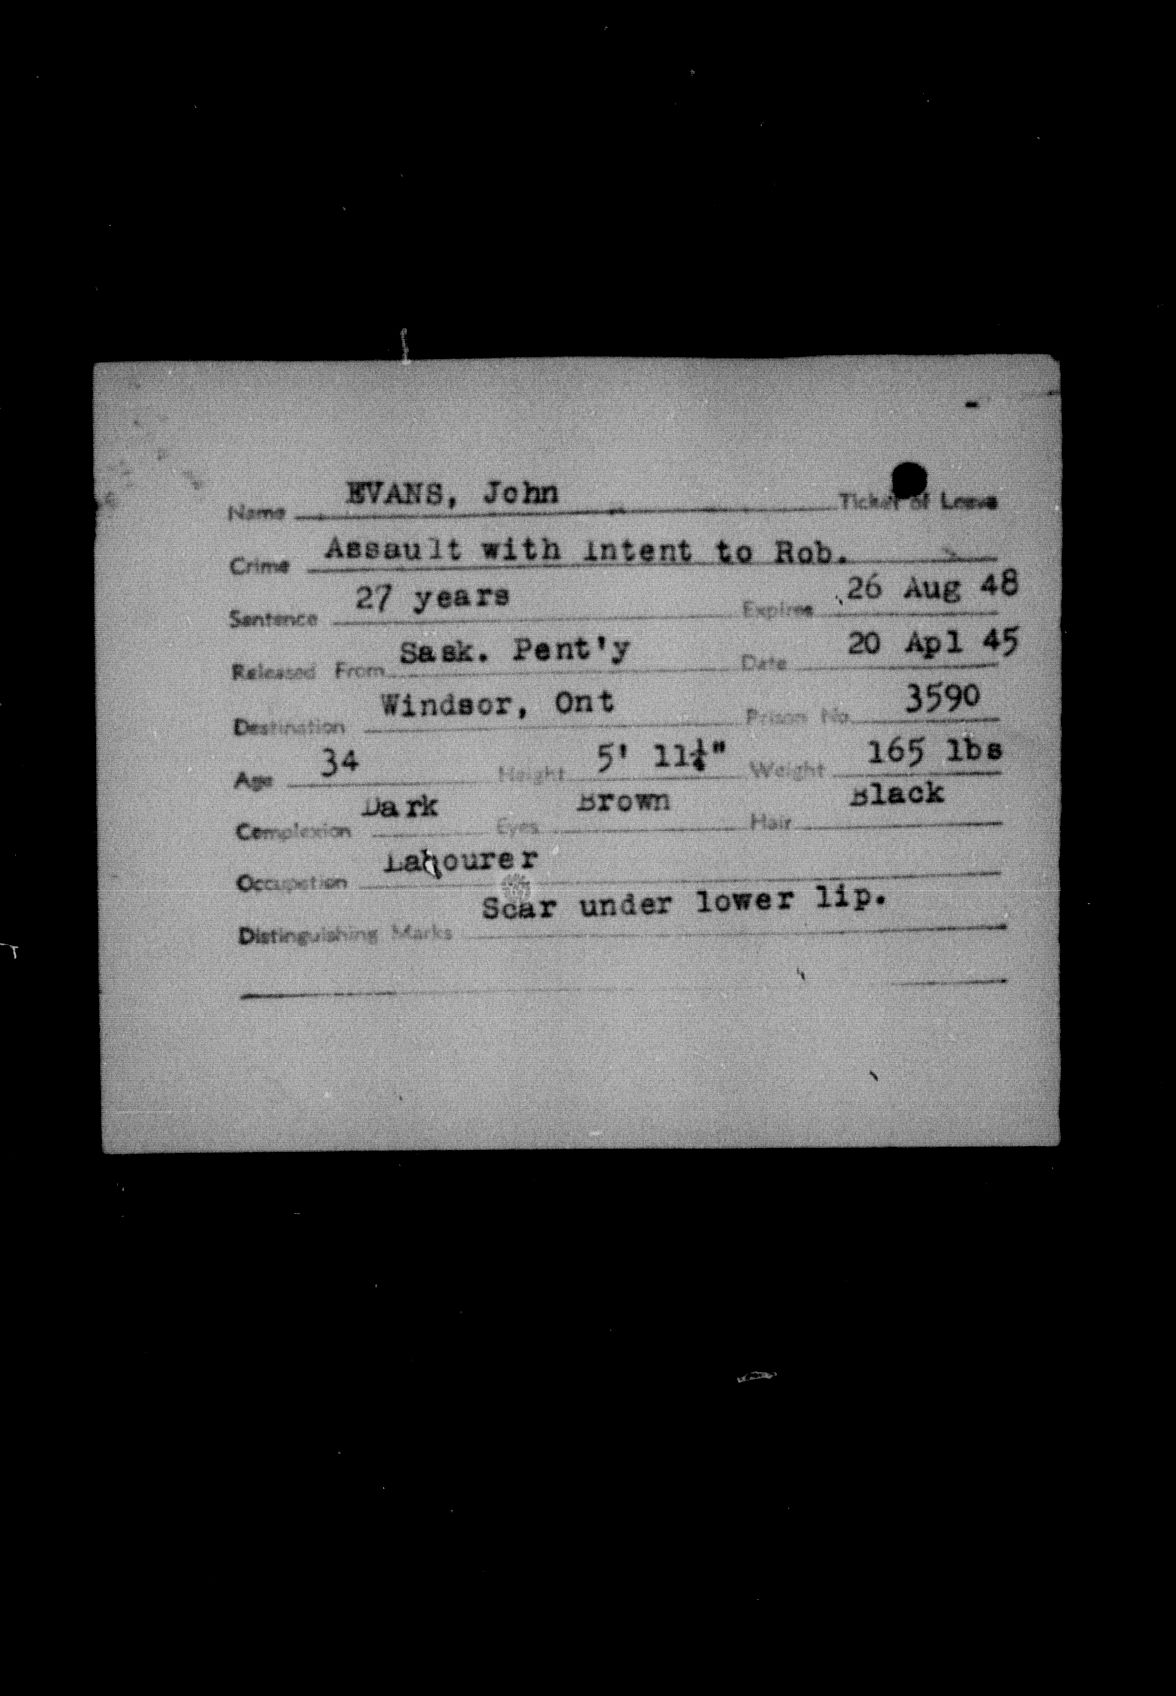 Name EVANS, John Ticket of Leave
Crime Assault with Intent to Rob.
Sentence 27 years Expires 26 Aug 48
Released From Sask. Pent'y Date 20 Apl 45
Destination Windsor, Ont Prison No. 3590
Age 34 Height 5' 11¼" Weight 165 lbs
Complexion Dark Eyes Brown Hair Black
Occupation Labourer
Distinguishing Marks Scar under lower lip.